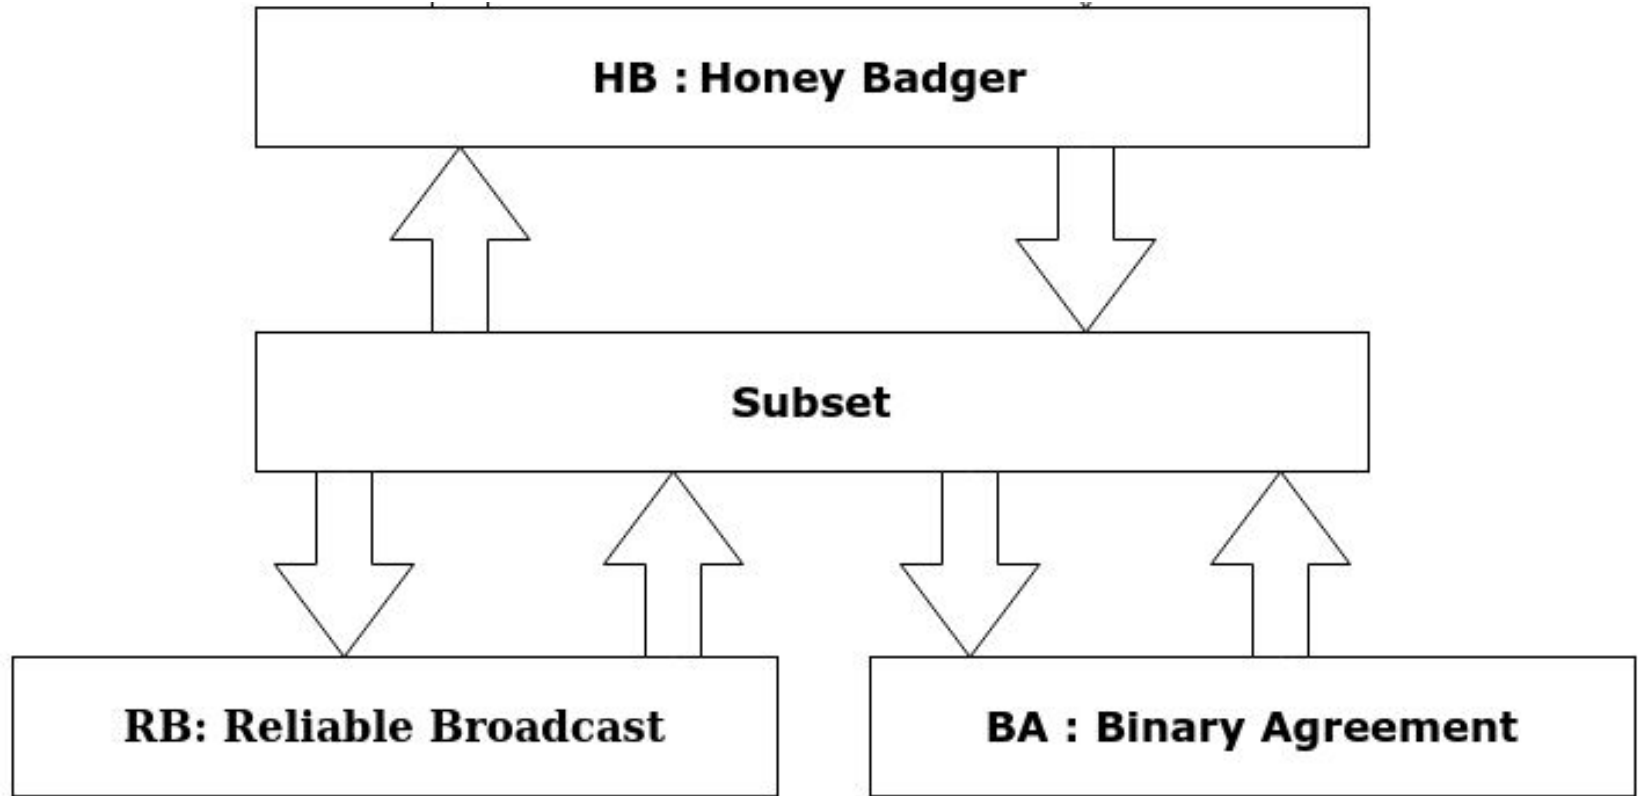 HB : Honey Badger
Subset
RB: Reliable Broadcast
BA : Binary Agreement